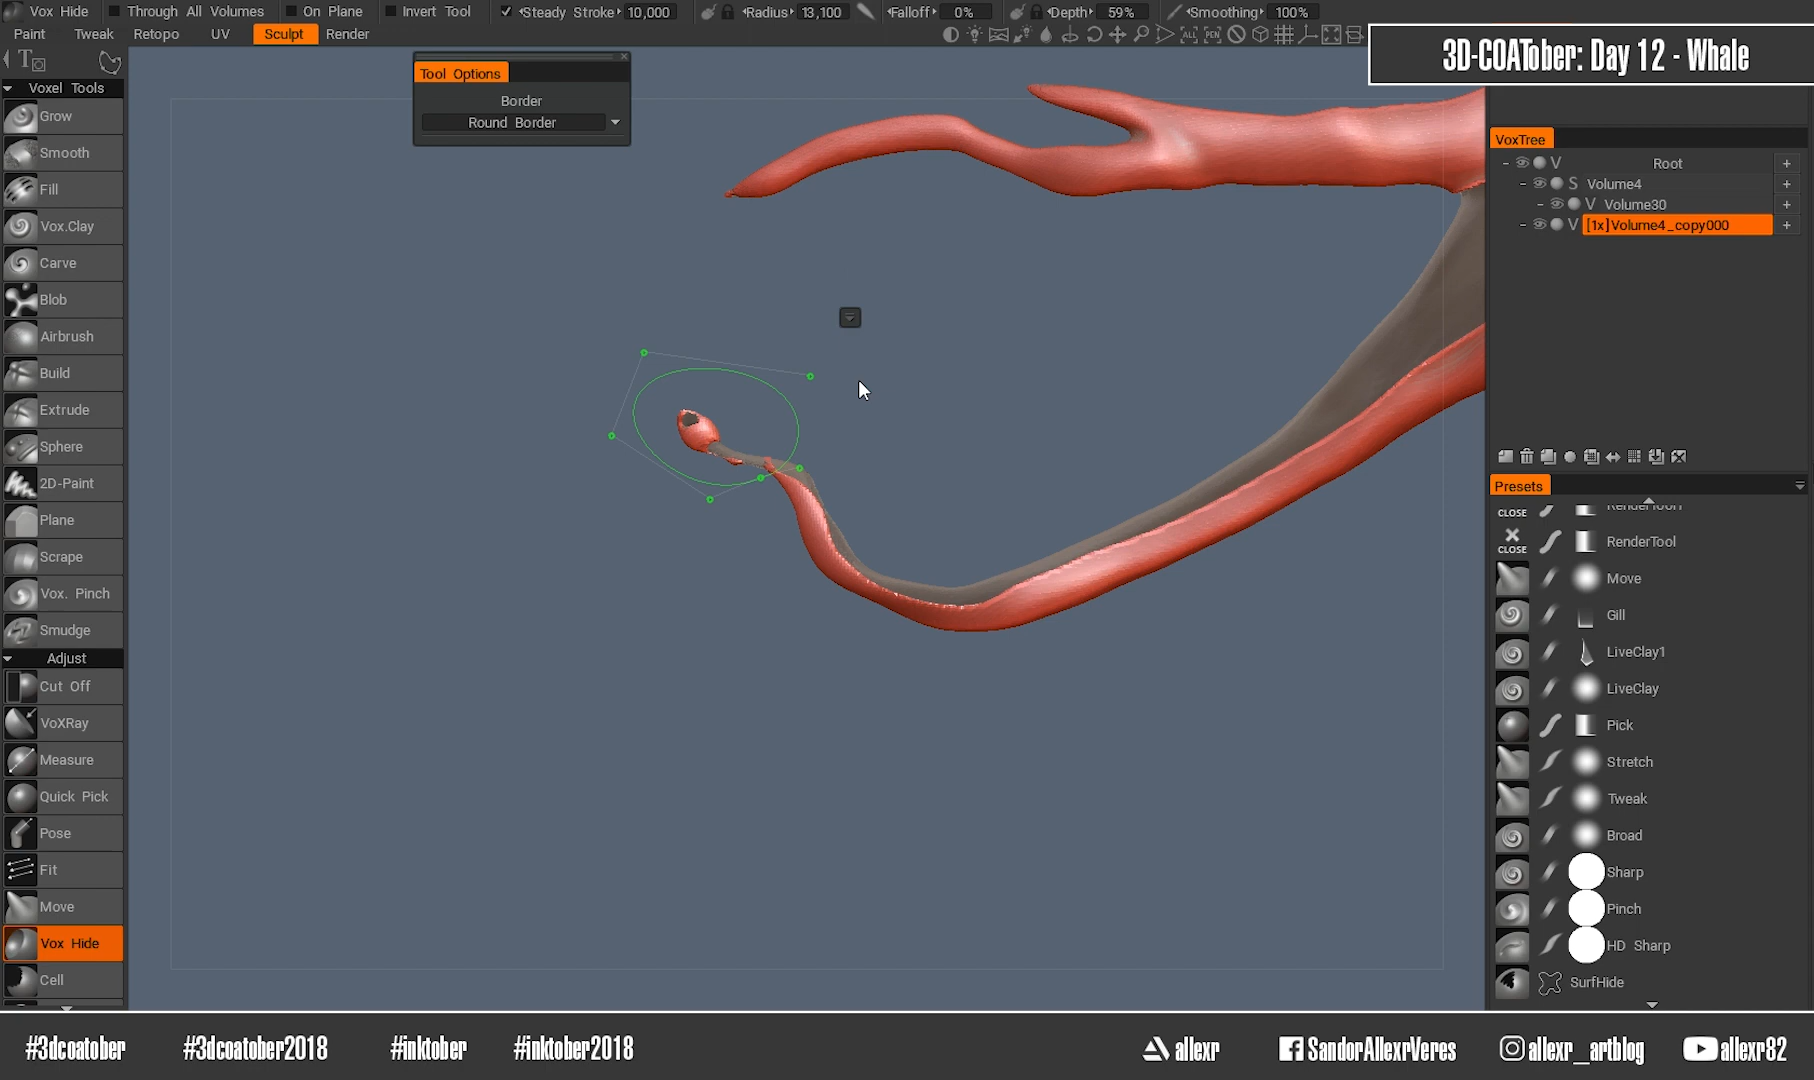 Vox Hide Through All Volumes On Plane Invert Tool Steady Stroke 10,000 Radius 13,100 Falloff 0% Depth 59% Smoothing 100%
Paint Tweak Retopo UV Sculpt Render
ALL PEN
3D-COATober: Day 12 - Whale
T
Voxel Tools
Grow
Smooth
Fill
Vox.Clay
Carve
Blob
Airbrush
Build
Extrude
Sphere
2D-Paint
Plane
Scrape
Vox. Pinch
Smudge
Adjust
Cut Off
VoXRay
Measure
Quick Pick
Pose
Fit
Move
Vox Hide
Cell
Tool Options
Border
Round Border
VoxTree
V Root +
S Volume4 +
V Volume30 +
V [1x]Volume4_copy000 +
Presets
CLOSE
CLOSE RenderTool
Move
Gill
LiveClay1
LiveClay
Pick
Stretch
Tweak
Broad
Sharp
Pinch
HD Sharp
SurfHide
#3dcoatober #3dcoatober2018 #inktober #inktober2018 allexr SandorAllexrVeres allexr_artblog allexr82